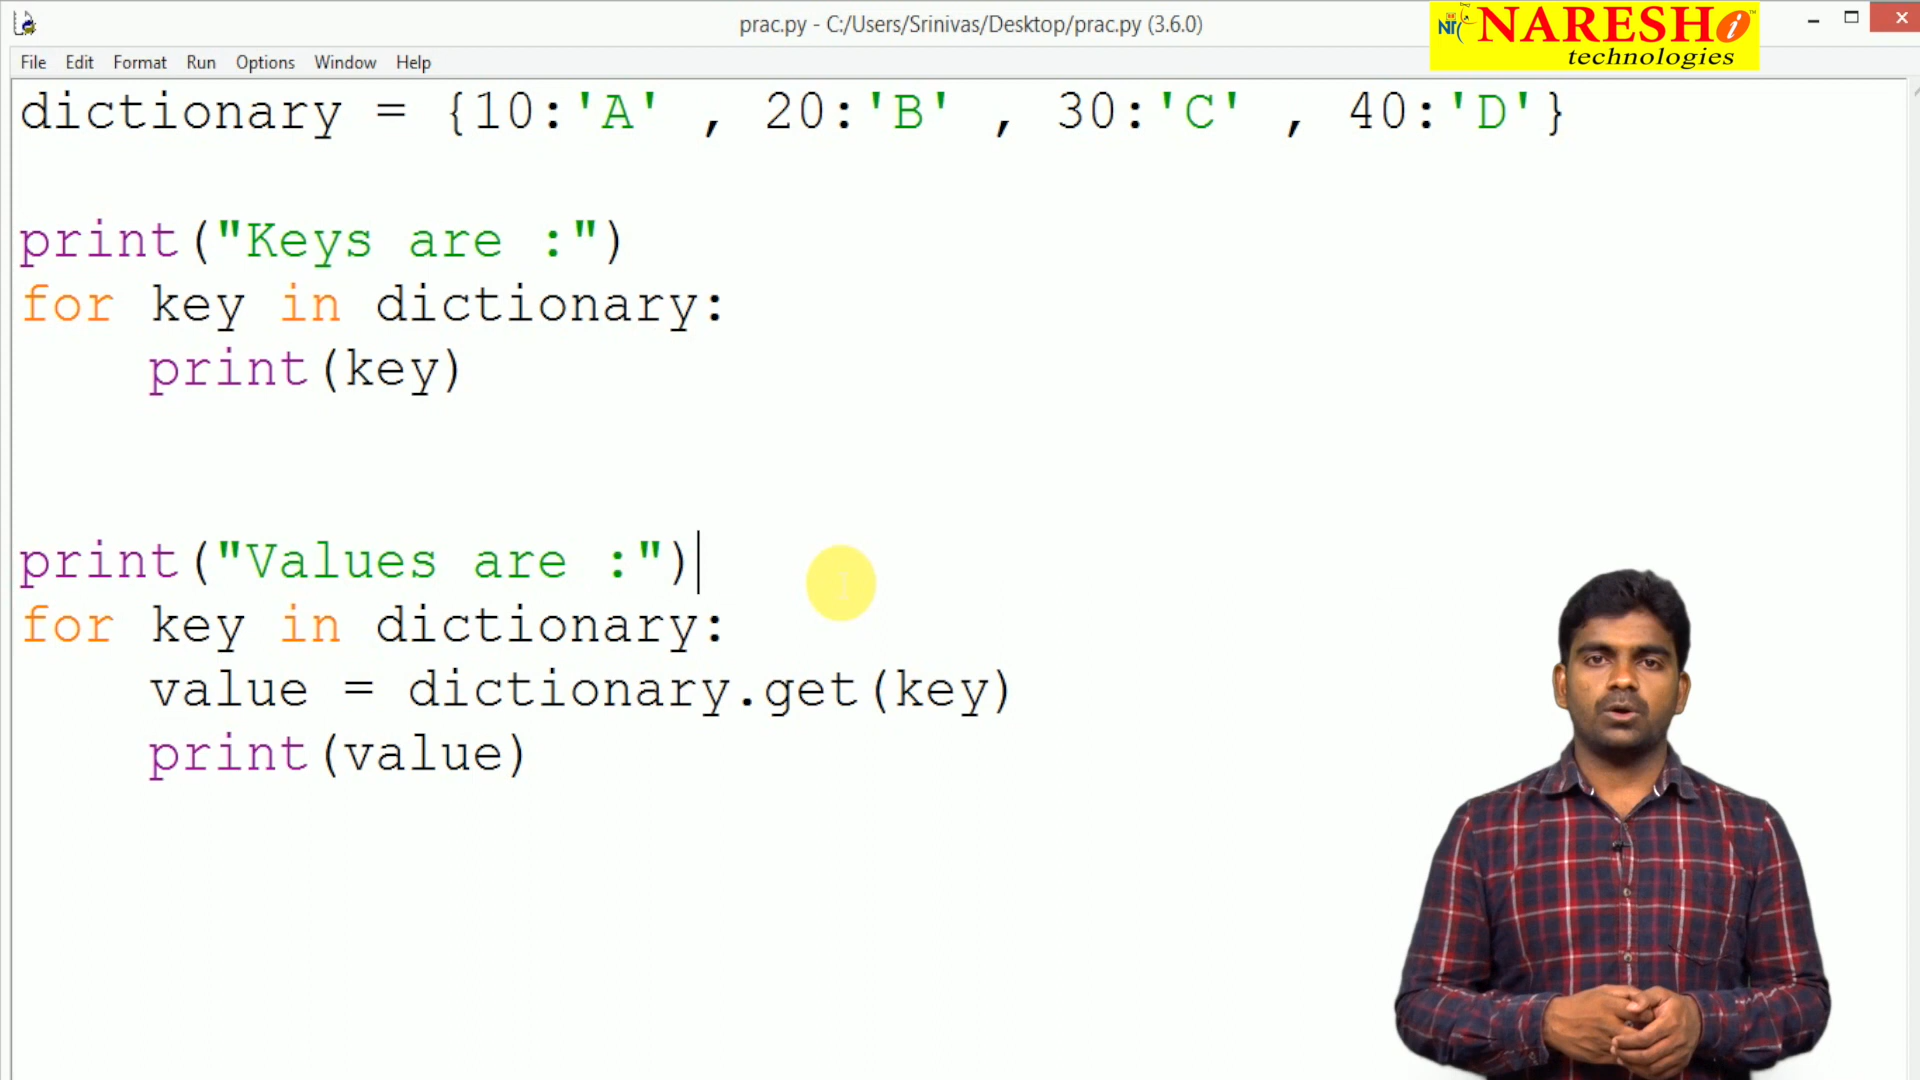 prac.py - C:/Users/Srinivas/Desktop/prac.py (3.6.0)
NT NARESH i
technologies
File Edit Format Run Options Window Help
dictionary = {10:'A' , 20:'B' , 30:'C' , 40:'D'}
print("Keys are :")
for key in dictionary:
    print(key)
print("Values are :")
for key in dictionary:
    value = dictionary.get(key)
    print(value)